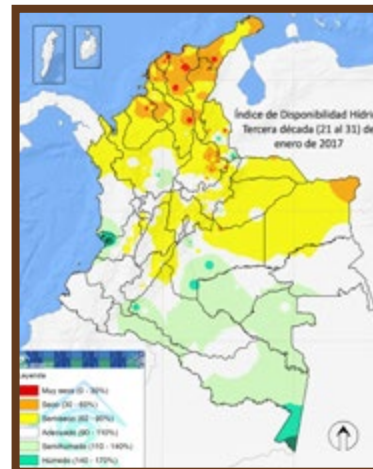 Índice de Disponibilidad Hídri
Tercera década (21 al 31) de
enero de 2017
Leyenda
Muy seco (0 - 30%)
Seco (30 - 60%)
Semiseco (60 - 90%)
Adecuado (90 - 110%)
Semihúmedo (110 - 140%)
Húmedo (140 - 170%)